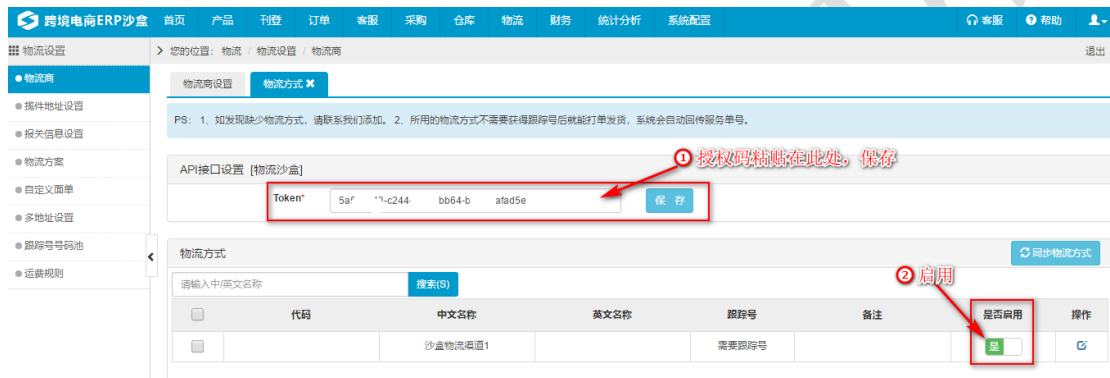 跨境电商ERP沙盒 首页 产品 刊登 订单 客服 采购 仓库 物流 财务 统计分析 系统配置 客服 帮助
物流设置
您的位置: 物流 / 物流设置 / 物流商
退出
物流商
揽件地址设置
报关信息设置
物流方案
自定义面单
多地址设置
跟踪号号码池
运费规则
物流商设置 物流方式
PS: 1、如发现缺少物流方式, 请联系我们添加。 2、所用的物流方式不需要获得跟踪号后就能打单发货, 系统会自动回传服务单号。
API接口设置 [物流沙盒]
① 授权码粘贴在此处, 保存
Token* -c244- bb64-b afad5e 保 存
物流方式
同步物流方式
请输入中/英文名称 搜索(S)
② 启用
代码 中文名称 英文名称 跟踪号 备注 是否启用 操作
沙盒物流渠道1 需要跟踪号 是